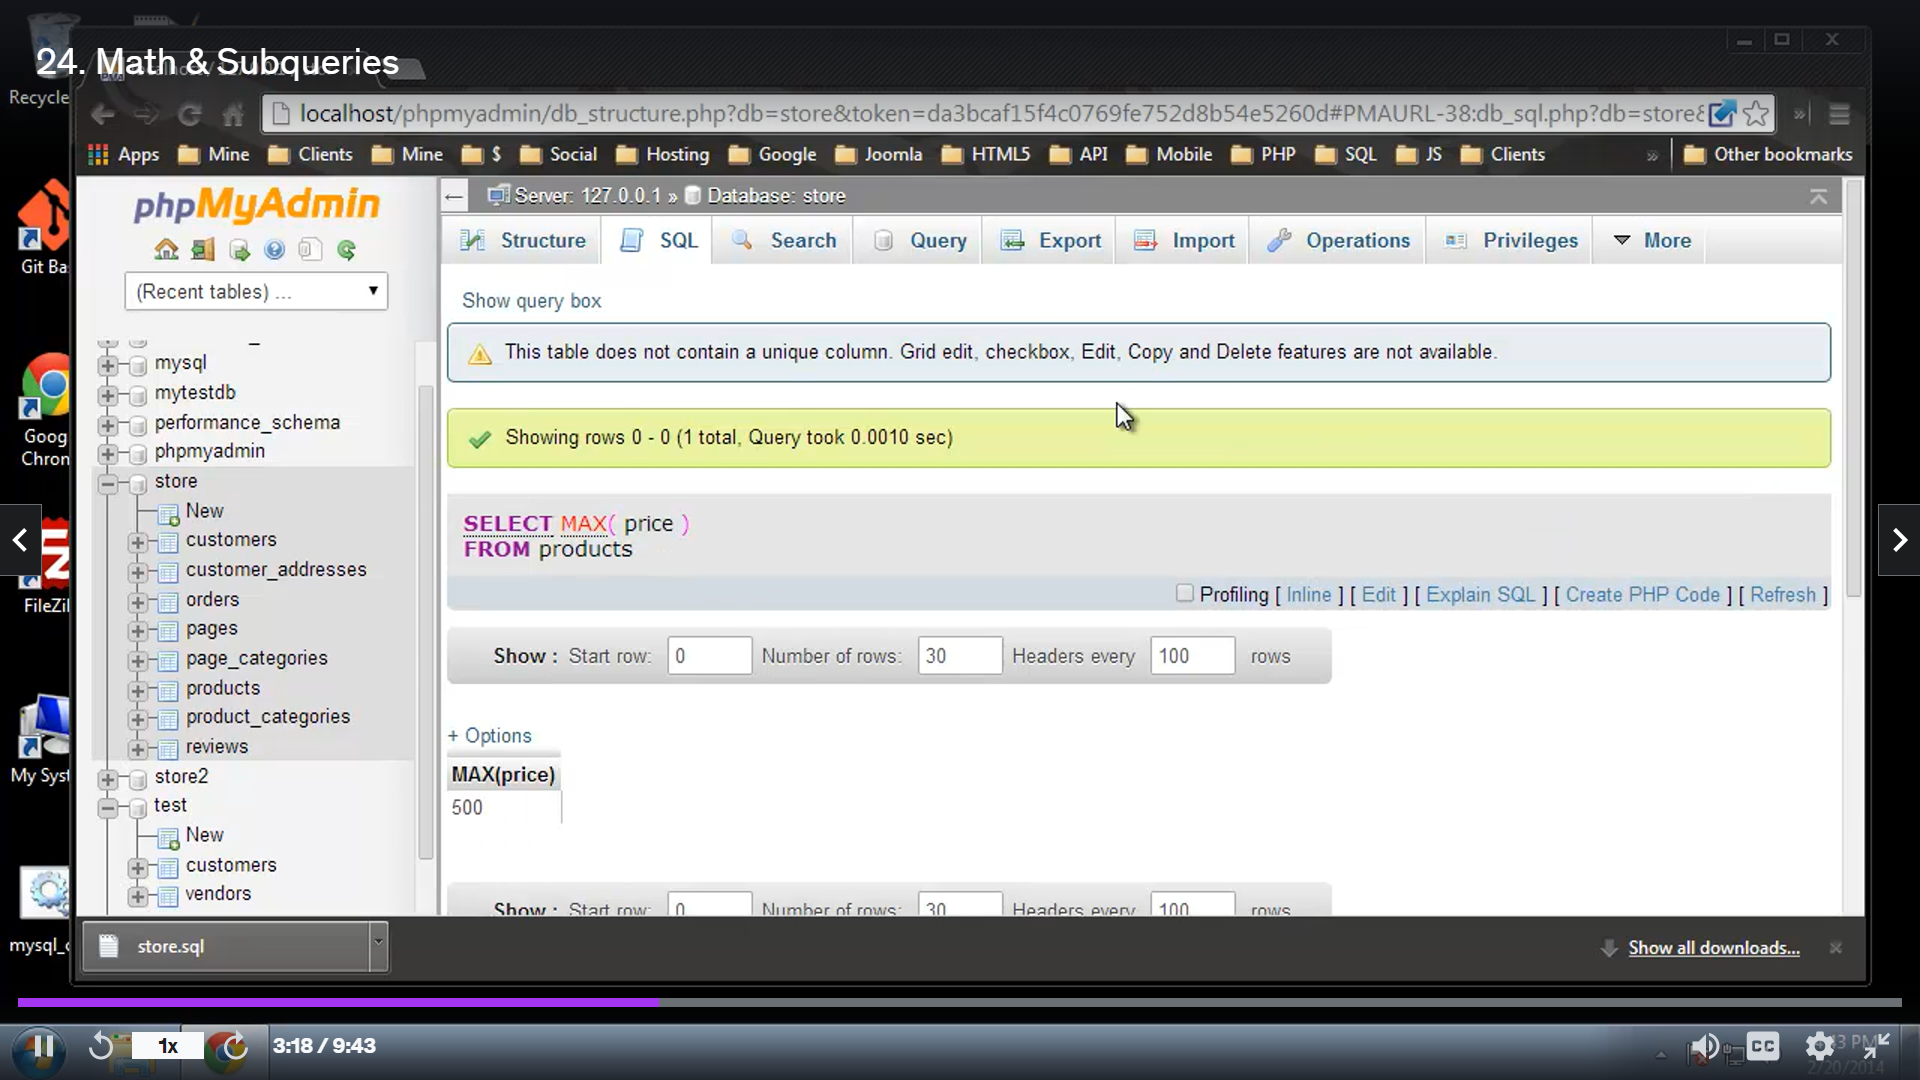 24. Math & Subqueries
Recycle
localhost/phpmyadmin/db_structure.php?db=store&token=da3bcaf15f4c0769fe752d8b54e5260d#PMAURL-38:db_sql.php?db=store&
Apps Mine Clients Mine $ Social Hosting Google Joomla HTML5 API Mobile PHP SQL JS Clients » Other bookmarks
phpMyAdmin
Server: 127.0.0.1 » Database: store
Structure SQL Search Query Export Import Operations Privileges More
Git Ba
(Recent tables) ...
Show query box
This table does not contain a unique column. Grid edit, checkbox, Edit, Copy and Delete features are not available.
mysql
mytestdb
performance_schema
phpmyadmin
Goog
Chron
Showing rows 0 - 0 (1 total, Query took 0.0010 sec)
store
New
customers
customer_addresses
orders
pages
page_categories
products
product_categories
reviews
store2
test
New
customers
vendors
SELECT MAX( price )
FROM products
Profiling [ Inline ] [ Edit ] [ Explain SQL ] [ Create PHP Code ] [ Refresh ]
FileZil
Show : Start row: 0 Number of rows: 30 Headers every 100 rows
+ Options
MAX(price)
500
My Syst
Show : Start row: 0 Number of rows: 30 Headers every 100 rows
mysql_c
store.sql
Show all downloads...
1x
3:18 / 9:43
CC
43 PM
2/20/2014